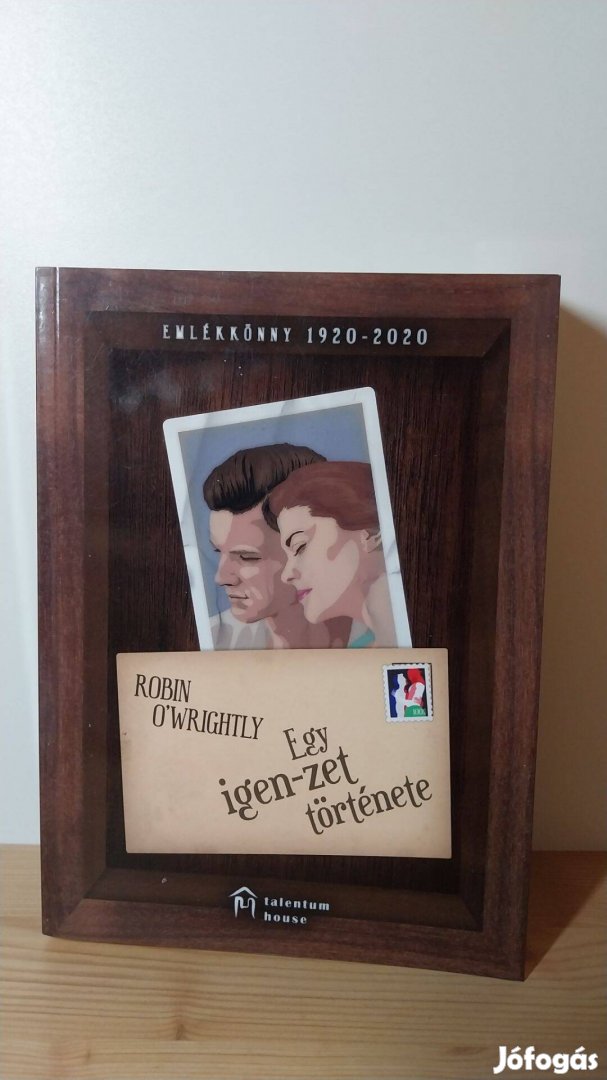 EMLÉKKÖNNY 1920-2020
ROBIN
O'WRIGHTLY
Egy
igen-zet
története
talentum
house
Jófogás